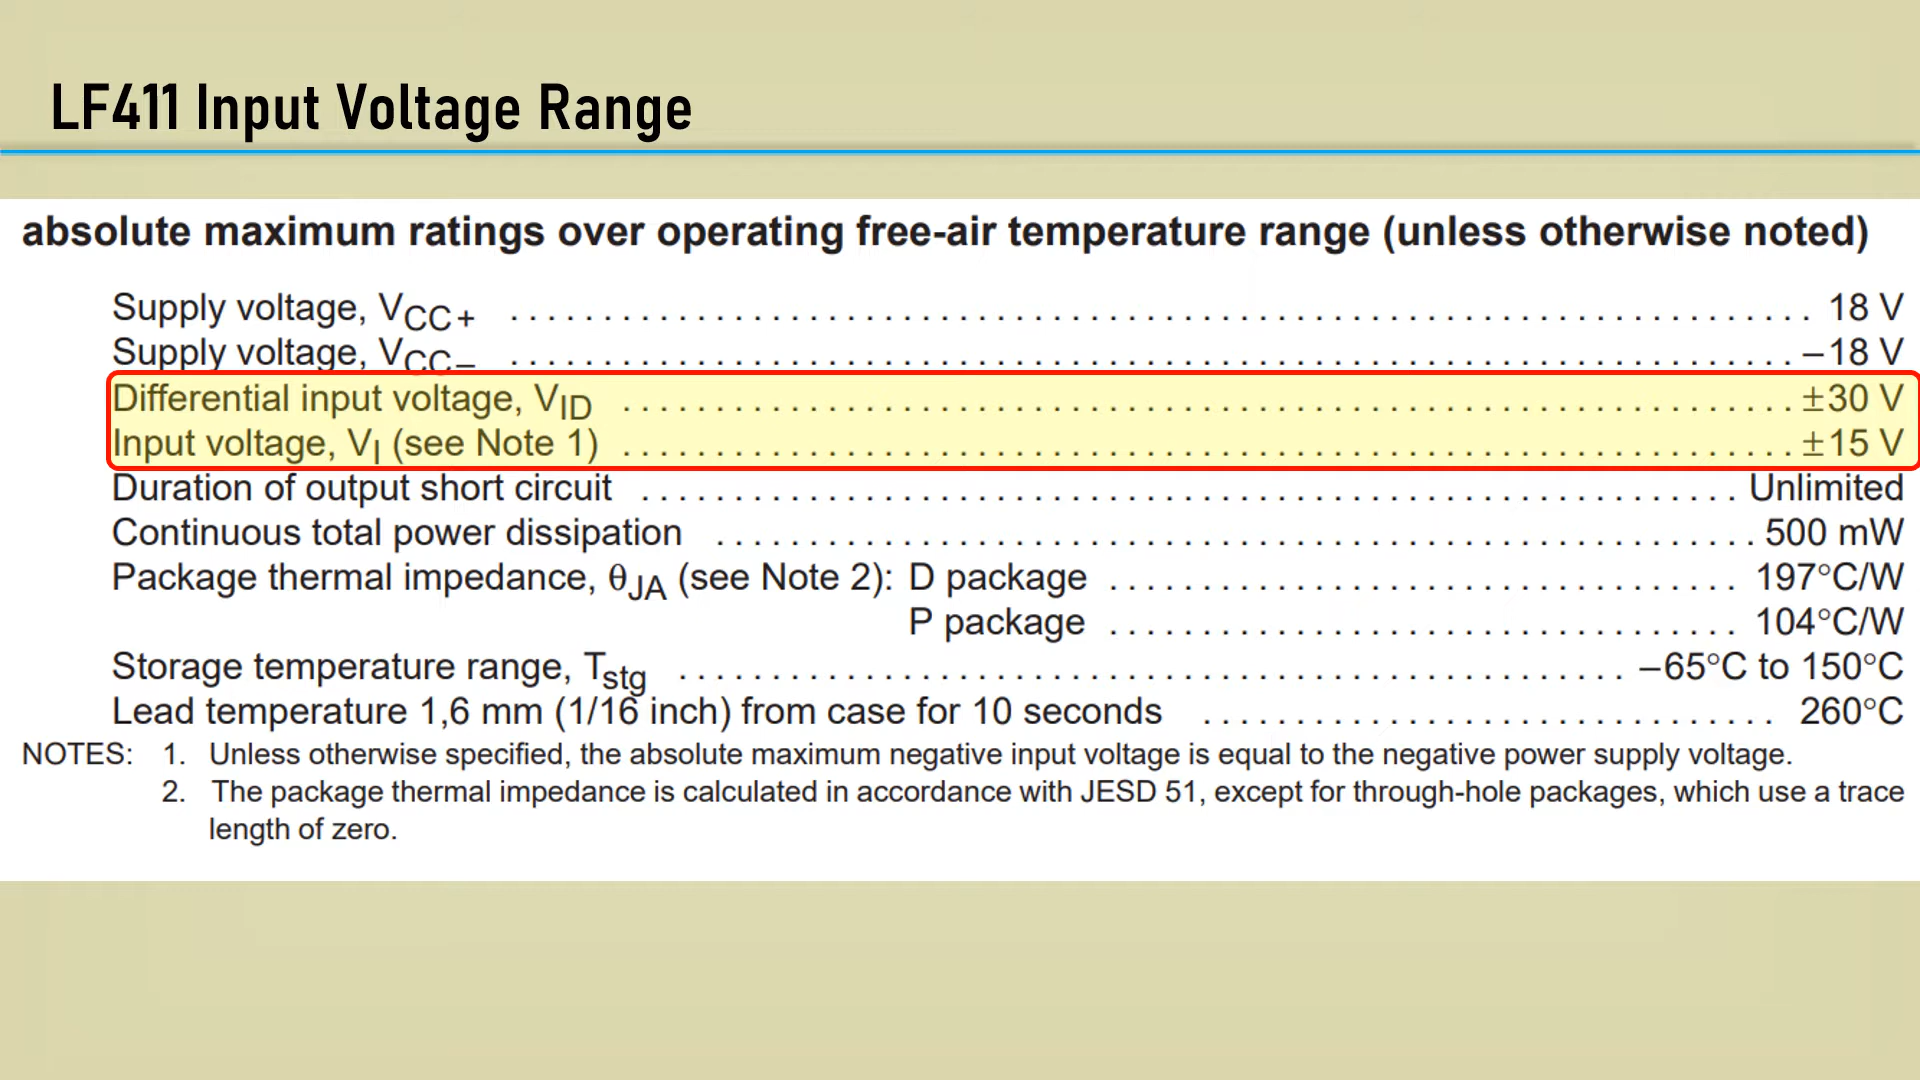 LF411 Input Voltage Range
absolute maximum ratings over operating free-air temperature range (unless otherwise noted)
Supply voltage, VCC+ . . . . . . . . . . . . . . . . . . . . 18 V
Supply voltage, VCC– . . . . . . . . . . . . . . . . . . . . –18 V
Differential input voltage, VID . . . . . . . . . . . . . . . . . . . . ±30 V
Input voltage, VI (see Note 1) . . . . . . . . . . . . . . . . . . . . ±15 V
Duration of output short circuit . . . . . . . . . . . . . . . . . . . . Unlimited
Continuous total power dissipation . . . . . . . . . . . . . . . . . . . . 500 mW
Package thermal impedance, θJA (see Note 2): D package . . . . . . . . . . . . . . . . . . . . 197°C/W
P package . . . . . . . . . . . . . . . . . . . . 104°C/W
Storage temperature range, Tstg . . . . . . . . . . . . . . . . . . . . –65°C to 150°C
Lead temperature 1,6 mm (1/16 inch) from case for 10 seconds . . . . . . . . . . . . . . . . . . . . 260°C
NOTES: 1. Unless otherwise specified, the absolute maximum negative input voltage is equal to the negative power supply voltage.
2. The package thermal impedance is calculated in accordance with JESD 51, except for through-hole packages, which use a trace
length of zero.